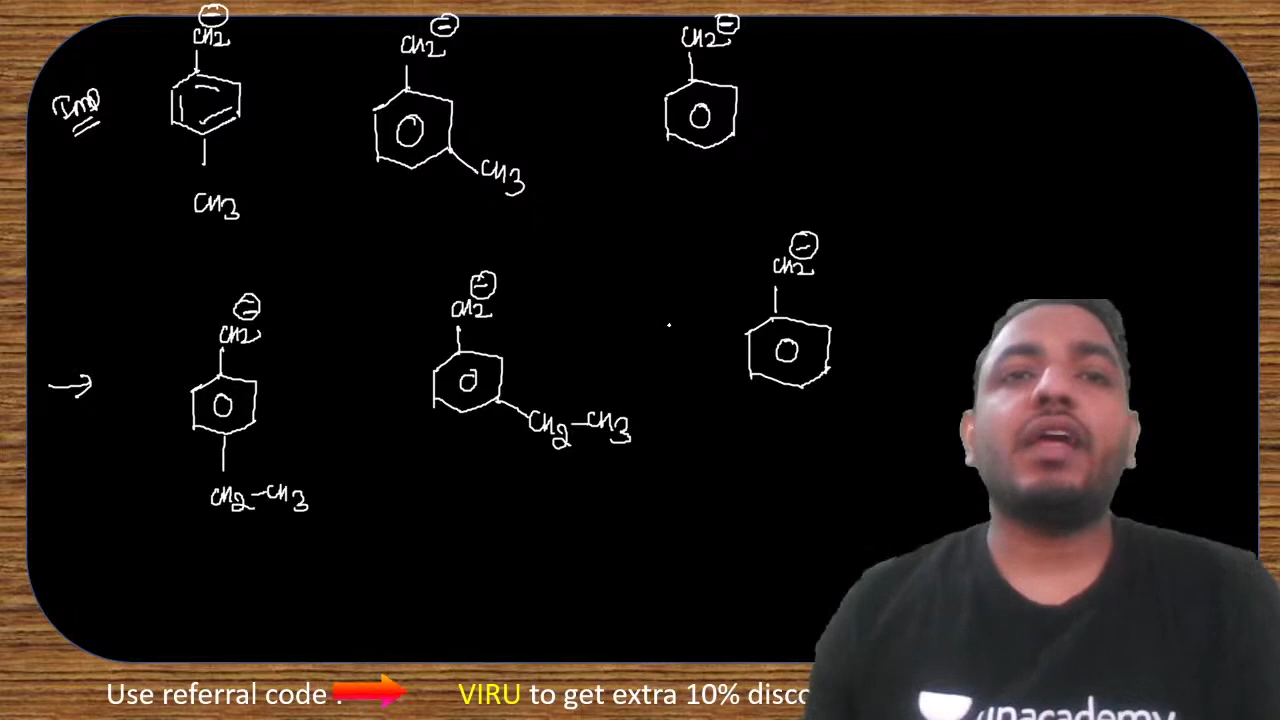 CH2 ⊖ CH2 ⊖ CH2 ⊖
Imp
CH3
CH3
CH2 ⊖
CH2 ⊖ CH2 ⊖
CH2-CH3
CH2-CH3
Use referral code :
VIRU to get extra 10% disco
unacademy